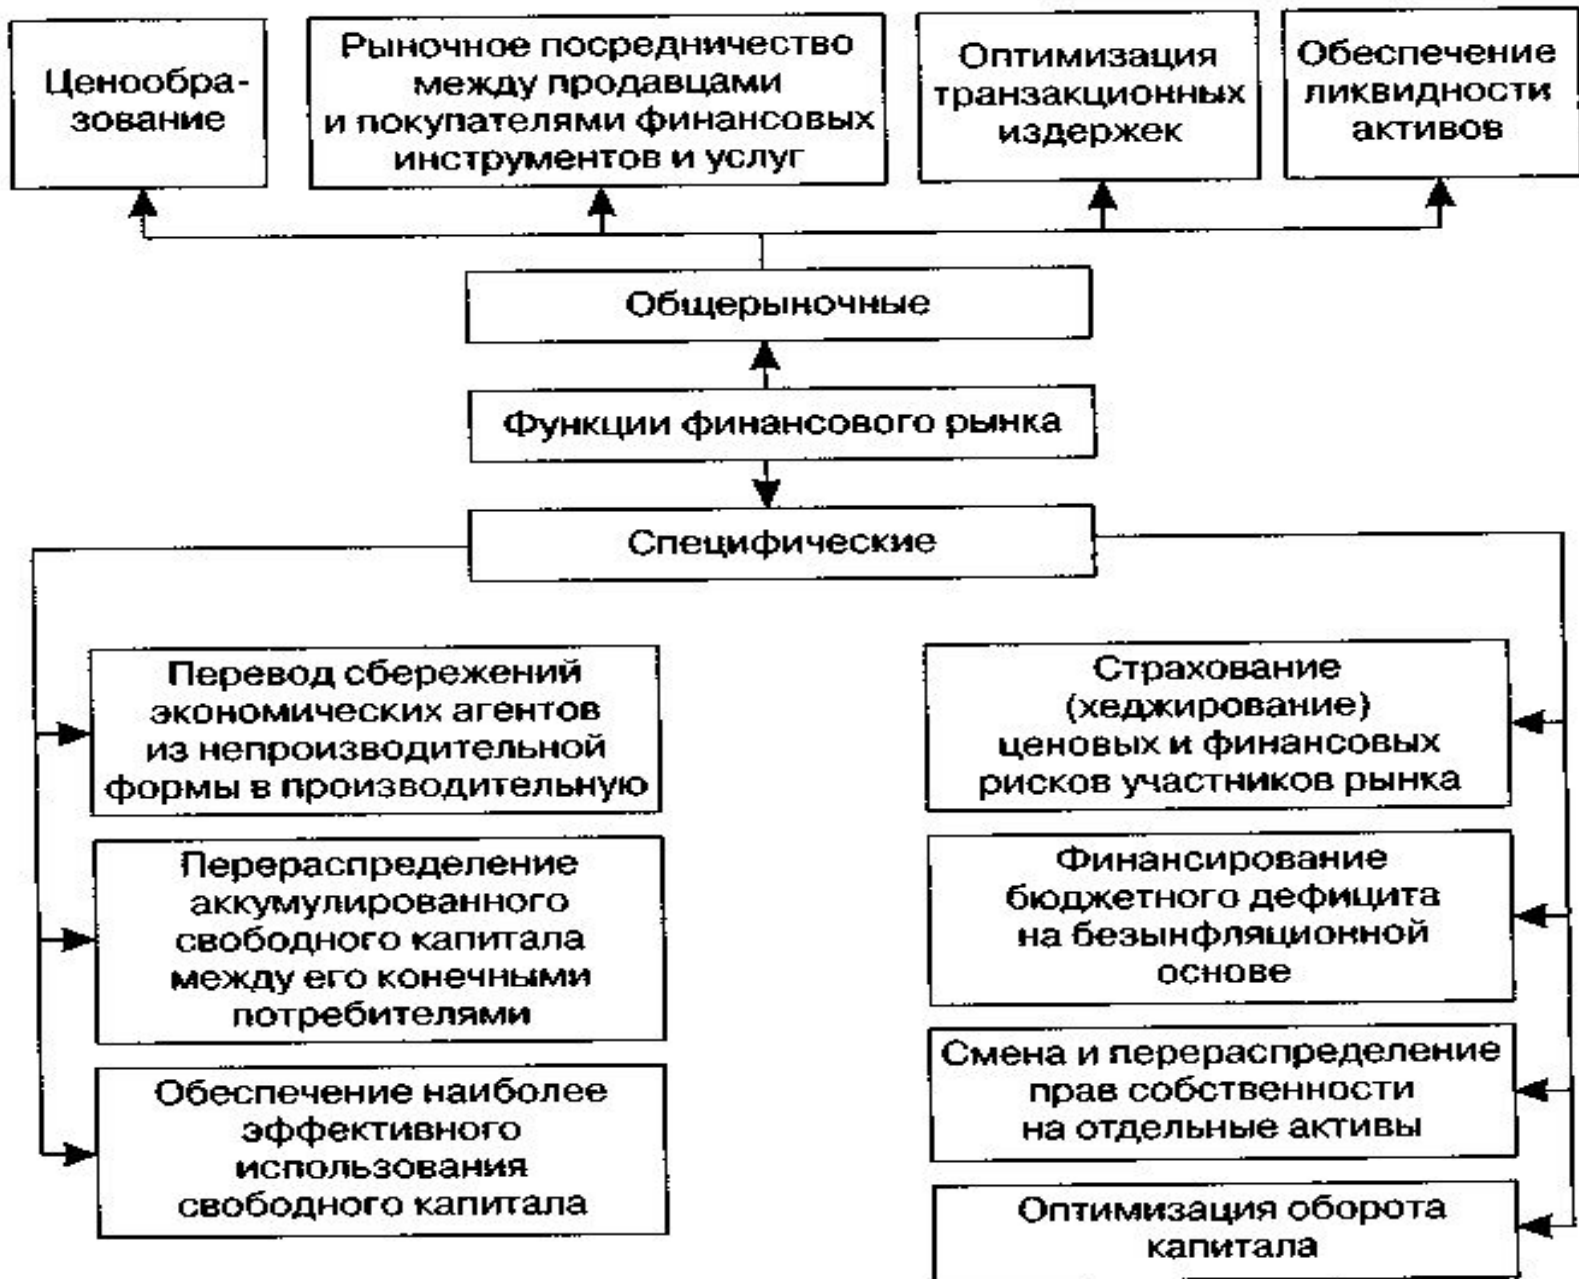 Ценообра-
зование
Рыночное посредничество
между продавцами
и покупателями финансовых
инструментов и услуг
Оптимизация
транзакционных
издержек
Обеспечение
ликвидности
активов
Общерыночные
Функции финансового рынка
Специфические
Перевод сбережений
экономических агентов
из непроизводительной
формы в производительную
Перераспределение
аккумулированного
свободного капитала
между его конечными
потребителями
Обеспечение наиболее
эффективного
использования
свободного капитала
Страхование
(хеджирование)
ценовых и финансовых
рисков участников рынка
Финансирование
бюджетного дефицита
на безынфляционной
основе
Смена и перераспределение
прав собственности
на отдельные активы
Оптимизация оборота
капитала